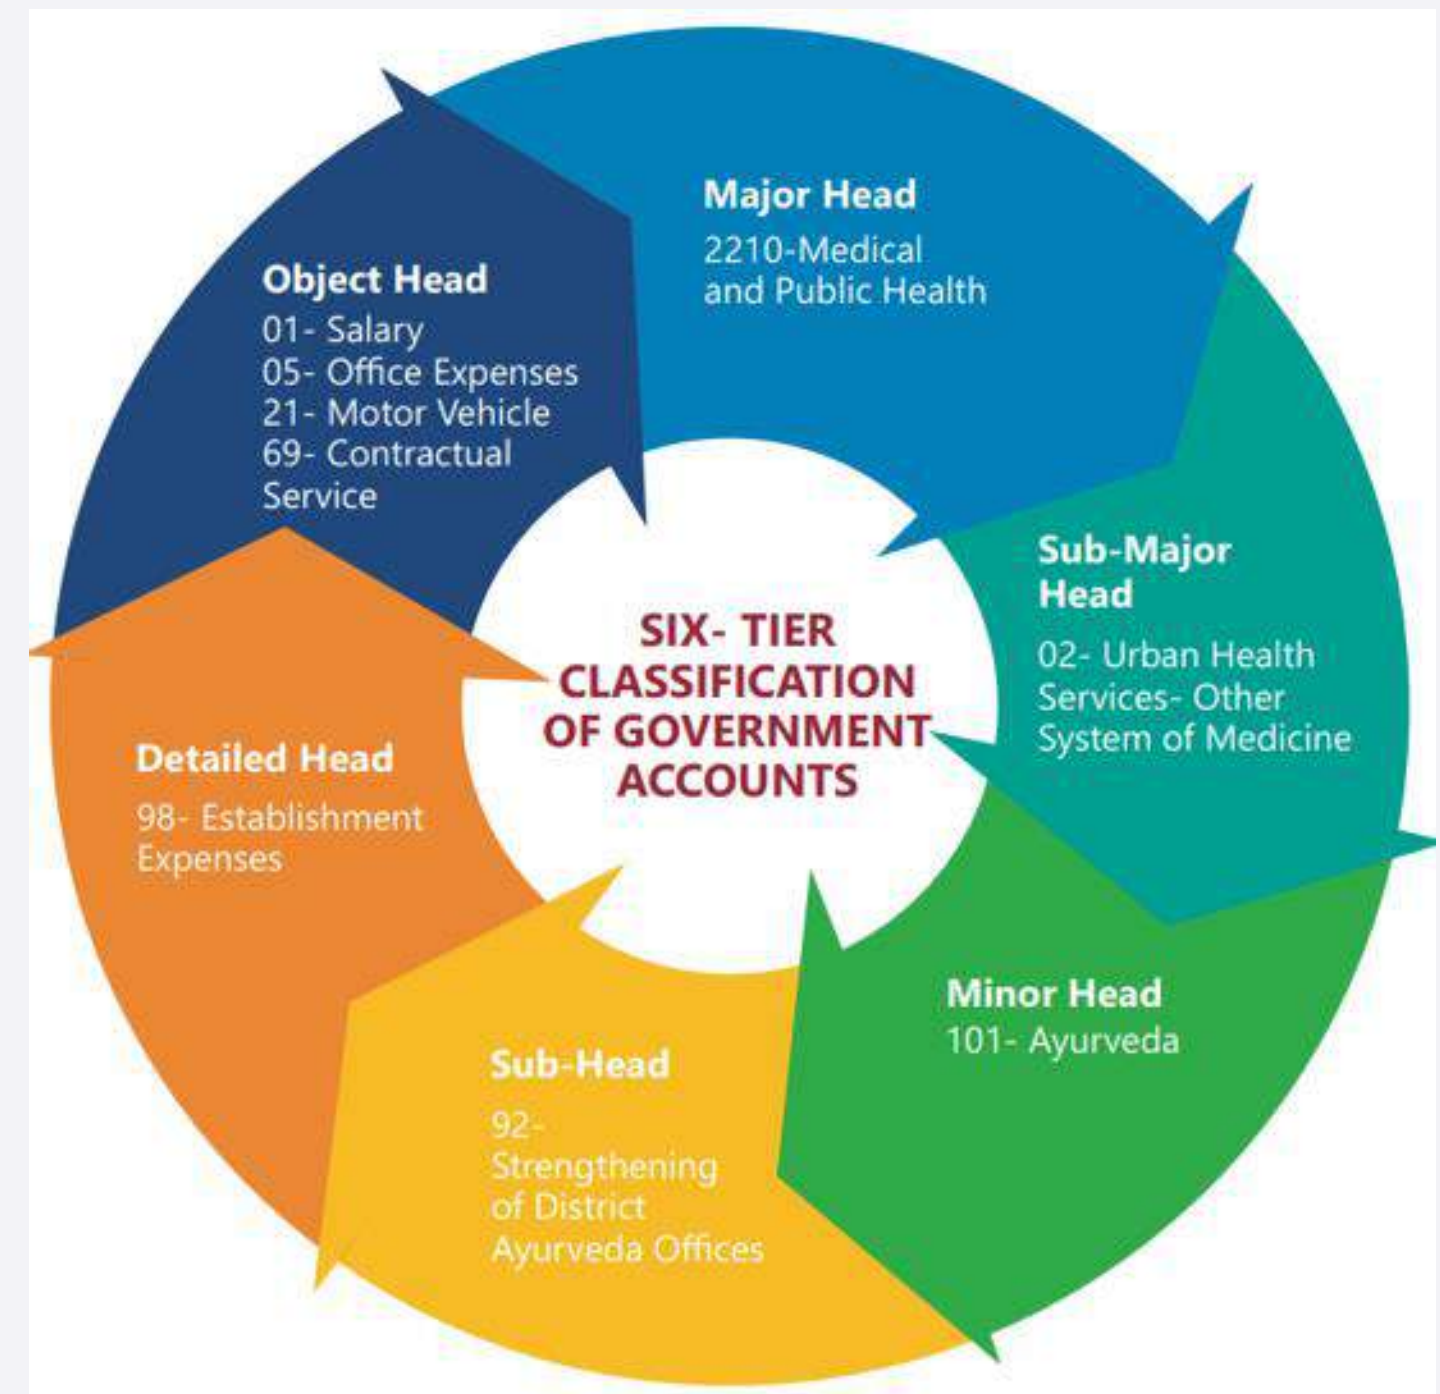 SIX- TIER
CLASSIFICATION
OF GOVERNMENT
ACCOUNTS
Major Head
2210-Medical
and Public Health
Sub-Major
Head
02- Urban Health
Services- Other
System of Medicine
Minor Head
101- Ayurveda
Sub-Head
92-
Strengthening
of District
Ayurveda Offices
Detailed Head
98- Establishment
Expenses
Object Head
01- Salary
05- Office Expenses
21- Motor Vehicle
69- Contractual
Service